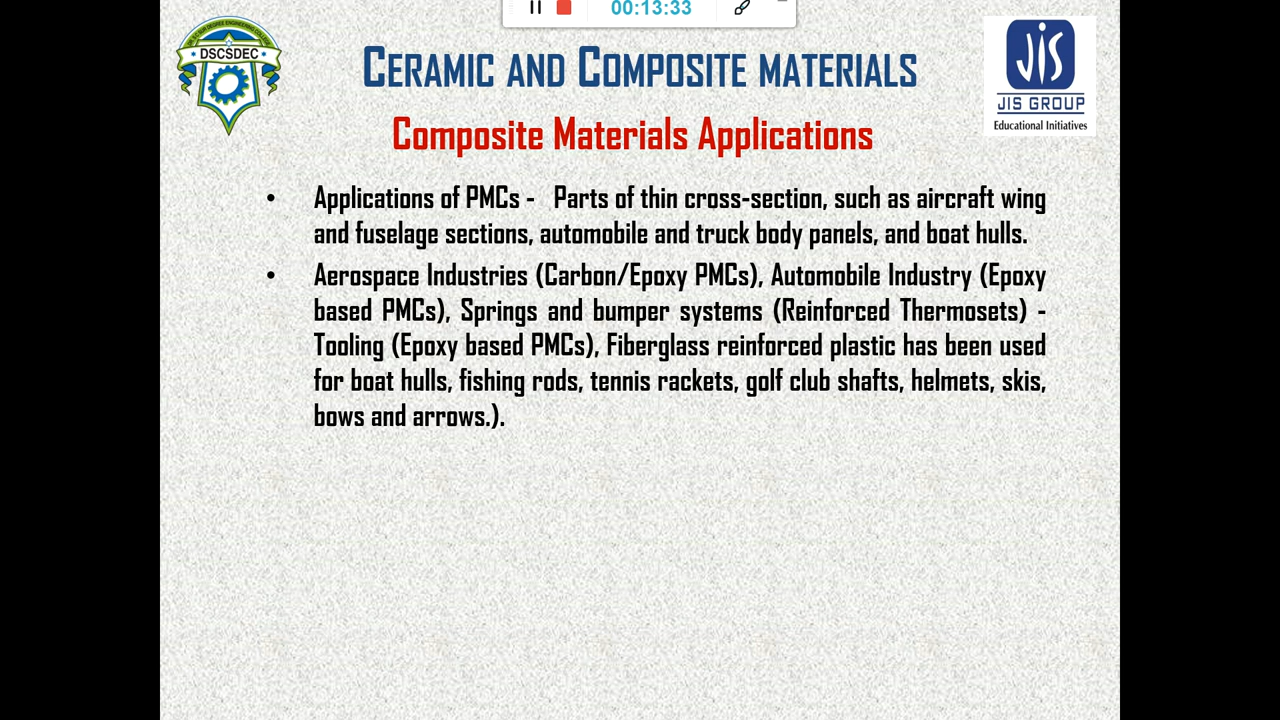 00:13:33
DSCSDEC
JIS
JIS GROUP
Educational Initiatives
CERAMIC AND COMPOSITE MATERIALS
Composite Materials Applications
• Applications of PMCs - Parts of thin cross-section, such as aircraft wing
and fuselage sections, automobile and truck body panels, and boat hulls.
• Aerospace Industries (Carbon/Epoxy PMCs), Automobile Industry (Epoxy
based PMCs), Springs and bumper systems (Reinforced Thermosets) -
Tooling (Epoxy based PMCs), Fiberglass reinforced plastic has been used
for boat hulls, fishing rods, tennis rackets, golf club shafts, helmets, skis,
bows and arrows.).